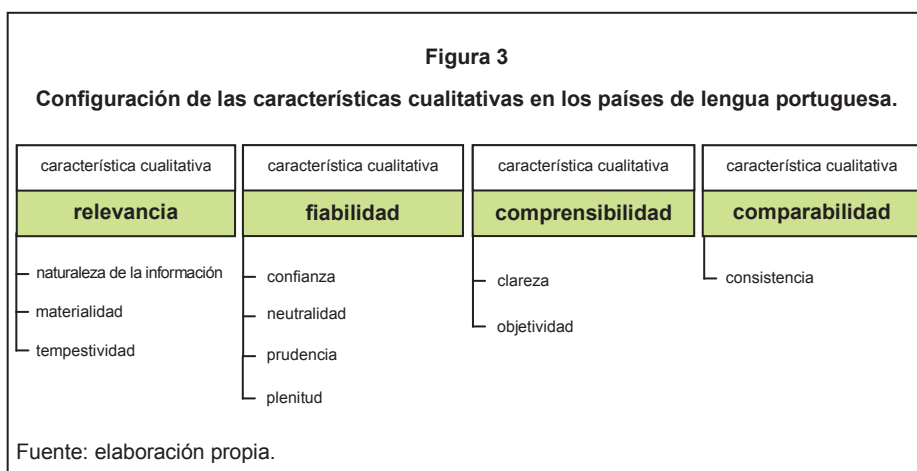 Figura 3
Configuración de las características cualitativas en los países de lengua portuguesa.
característica cualitativa
relevancia
naturaleza de la información
materialidad
tempestividad
característica cualitativa
fiabilidad
confianza
neutralidad
prudencia
plenitud
característica cualitativa
comprensibilidad
clareza
objetividad
característica cualitativa
comparabilidad
consistencia
Fuente: elaboración propia.